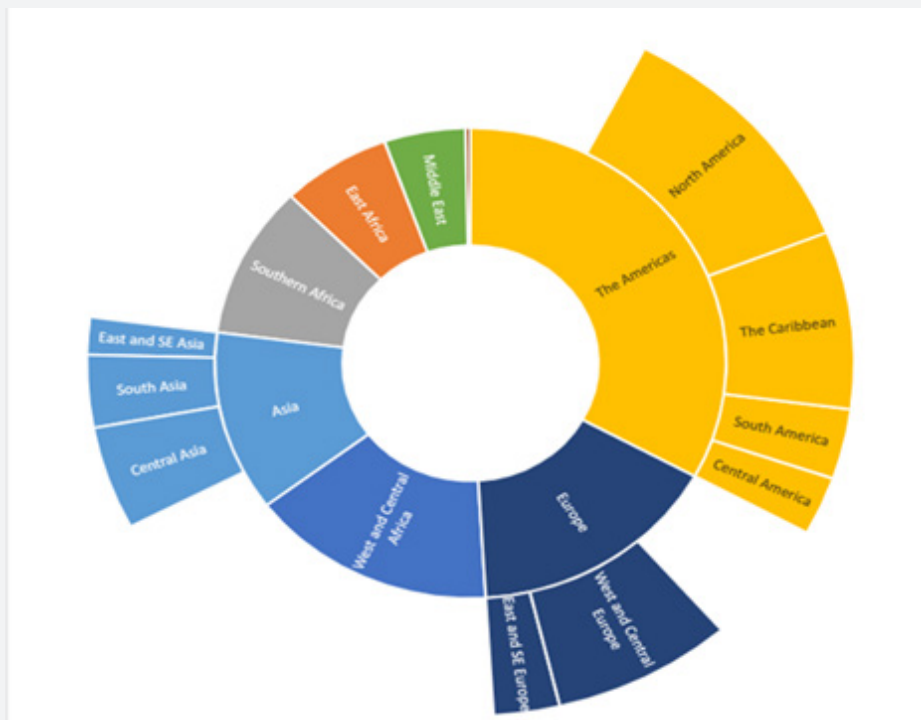 North America
The Americas
The Caribbean
South America
Central America
Europe
West and Central
Europe
East and SE Europe
West and Central
Africa
Asia
Central Asia
South Asia
East and SE Asia
Southern Africa
East Africa
Middle East